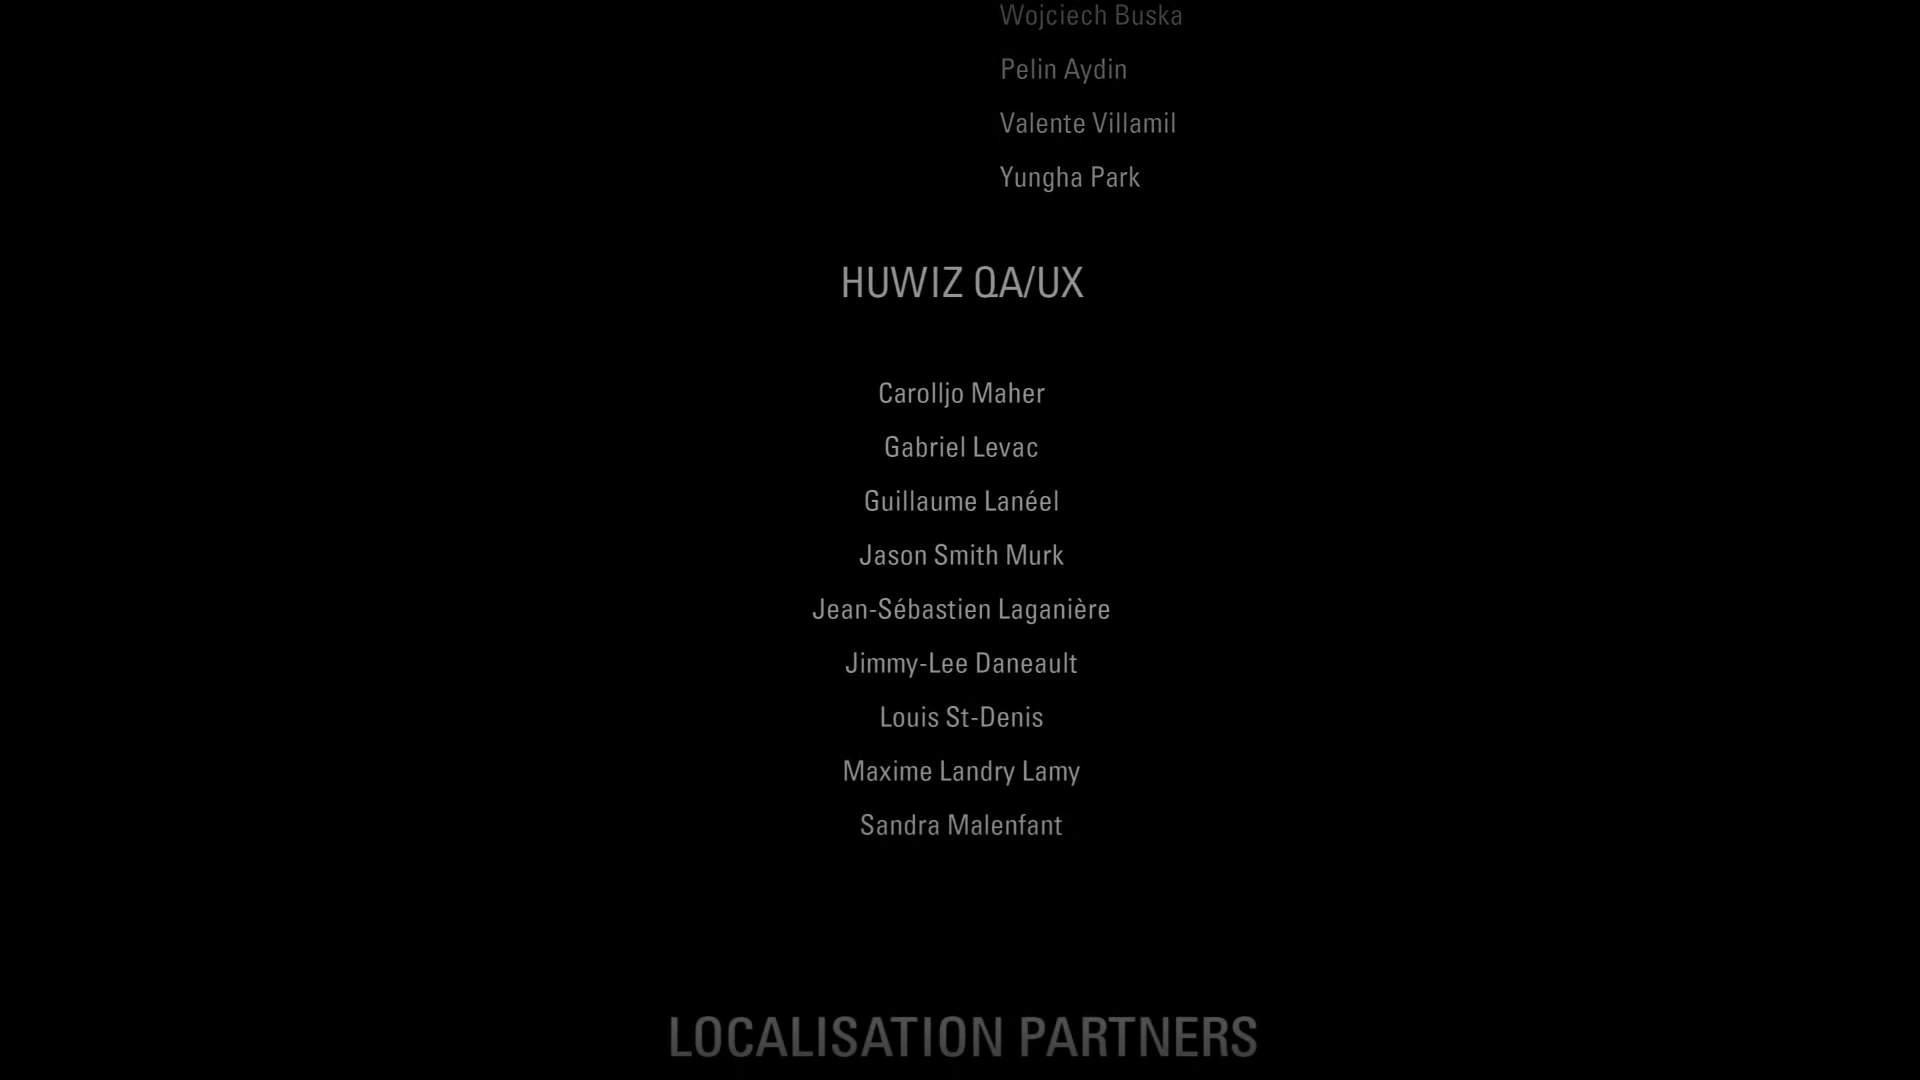 Wojciech Buska
Pelin Aydin
Valente Villamil
Yungha Park
HUWIZ QA/UX
Carolljo Maher
Gabriel Levac
Guillaume Lanéel
Jason Smith Murk
Jean-Sébastien Laganière
Jimmy-Lee Daneault
Louis St-Denis
Maxime Landry Lamy
Sandra Malenfant
LOCALISATION PARTNERS